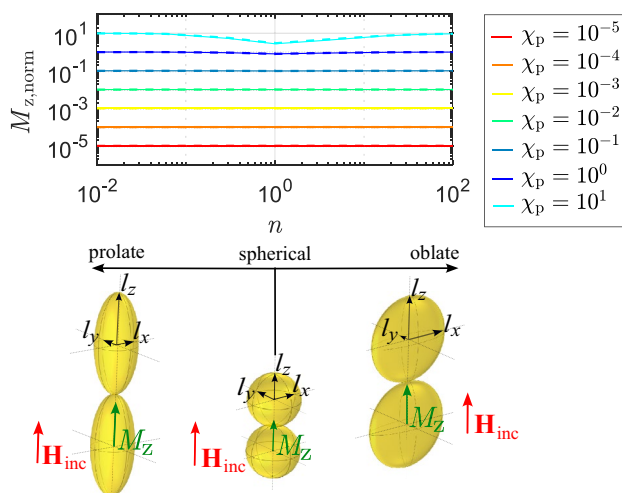 10^1
10^-1
10^-3
10^-5
M_z,norm
10^-2
10^0
10^2
n
χ_p = 10^-5
χ_p = 10^-4
χ_p = 10^-3
χ_p = 10^-2
χ_p = 10^-1
χ_p = 10^0
χ_p = 10^1
prolate
spherical
oblate
l_z
l_y
l_x
H_inc
M_z
l_z
l_y
l_x
H_inc
M_z
l_z
l_y
l_x
M_z
H_inc